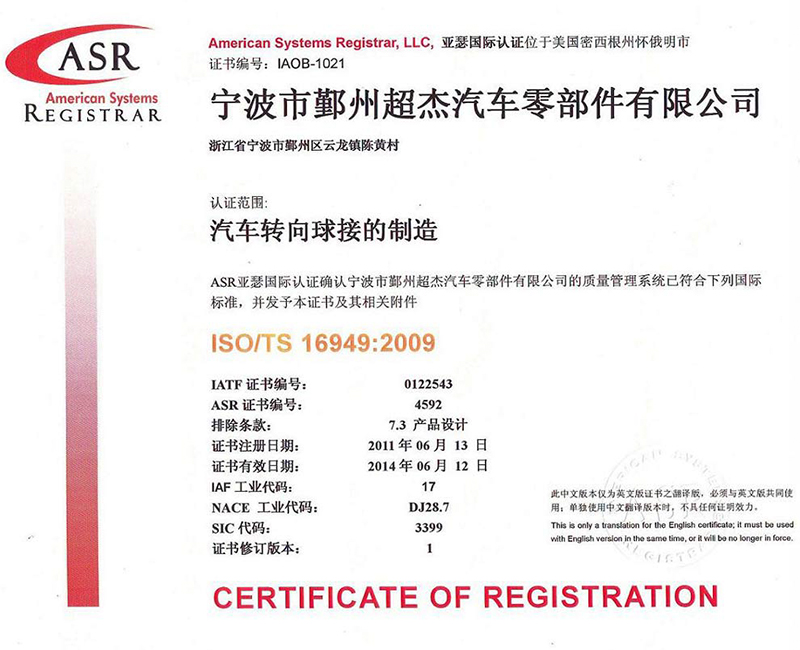 ASR
American Systems
REGISTRAR
American Systems Registrar, LLC, 亚瑟国际认证位于美国密西根州怀俄明市
证书编号：IAOB-1021
宁波市鄞州超杰汽车零部件有限公司
浙江省宁波市鄞州区云龙镇陈黄村
认证范围:
汽车转向球接的制造
ASR亚瑟国际认证确认宁波市鄞州超杰汽车零部件有限公司的质量管理系统已符合下列国际
标准，并发予本证书及其相关附件
ISO/TS 16949:2009
IATF 证书编号： 0122543
ASR 证书编号： 4592
排除条款： 7.3 产品设计
证书注册日期： 2011 年 06 月 13 日
证书有效日期： 2014 年 06 月 12 日
IAF 工业代码： 17
NACE 工业代码： DJ28.7
SIC 代码： 3399
证书修订版本： 1
此中文版本仅为英文版证书之翻译版，必须与英文版共同使
用；单独使用中文翻译版本时，不具任何证明效力。
This is only a translation for the English certificate; it must be used
with English version in the same time, or it will be no longer in force.
CERTIFICATE OF REGISTRATION